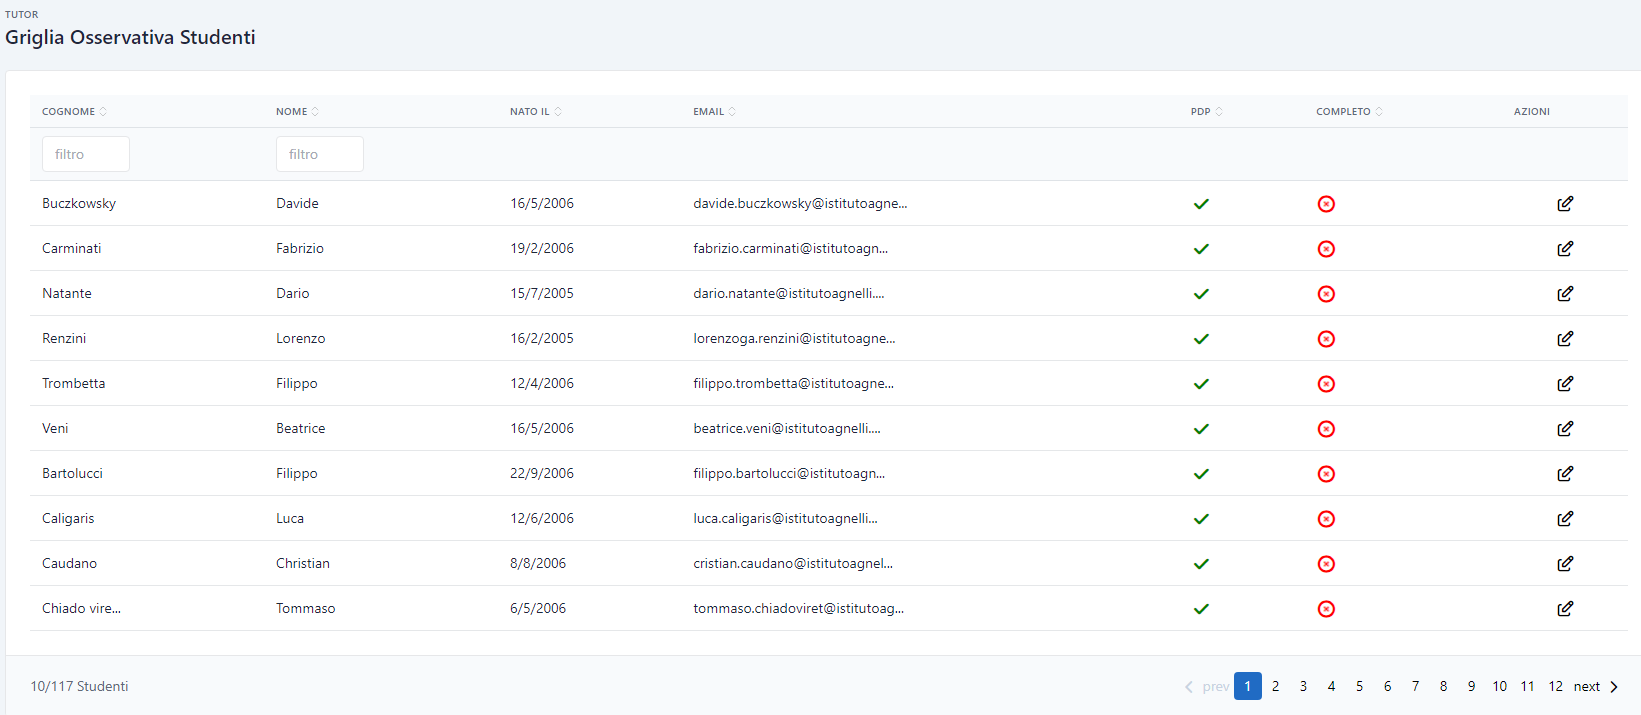 TUTOR
Griglia Osservativa Studenti
COGNOME NOME NATO IL EMAIL PDP COMPLETO AZIONI
filtro filtro
Buczkowsky Davide 16/5/2006 davide.buczkowsky@istitutoagne...
Carminati Fabrizio 19/2/2006 fabrizio.carminati@istitutoagn...
Natante Dario 15/7/2005 dario.natante@istitutoagnelli....
Renzini Lorenzo 16/2/2005 lorenzoga.renzini@istitutoagne...
Trombetta Filippo 12/4/2006 filippo.trombetta@istitutoagne...
Veni Beatrice 16/5/2006 beatrice.veni@istitutoagnelli....
Bartolucci Filippo 22/9/2006 filippo.bartolucci@istitutoagn...
Caligaris Luca 12/6/2006 luca.caligaris@istitutoagnelli...
Caudano Christian 8/8/2006 cristian.caudano@istitutoagnel...
Chiado vire... Tommaso 6/5/2006 tommaso.chiadoviret@istitutoag...
10/117 Studenti prev 1 2 3 4 5 6 7 8 9 10 11 12 next